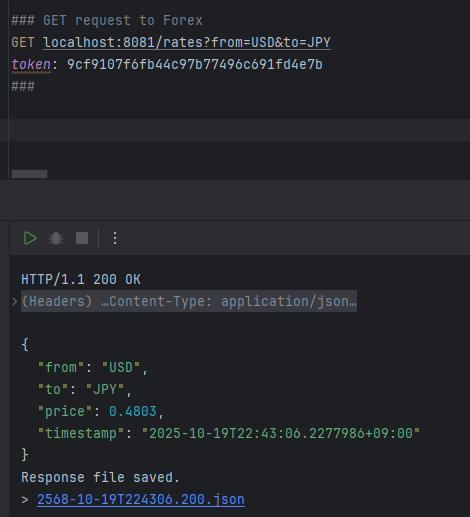 ### GET request to Forex
GET localhost:8081/rates?from=USD&to=JPY
token: 9cf9107f6fb44c97b77496c691fd4e7b
###
HTTP/1.1 200 OK
(Headers) …Content-Type: application/json…
{
"from": "USD",
"to": "JPY",
"price": 0.4803,
"timestamp": "2025-10-19T22:43:06.2277986+09:00"
}
Response file saved.
> 2568-10-19T224306.200.json